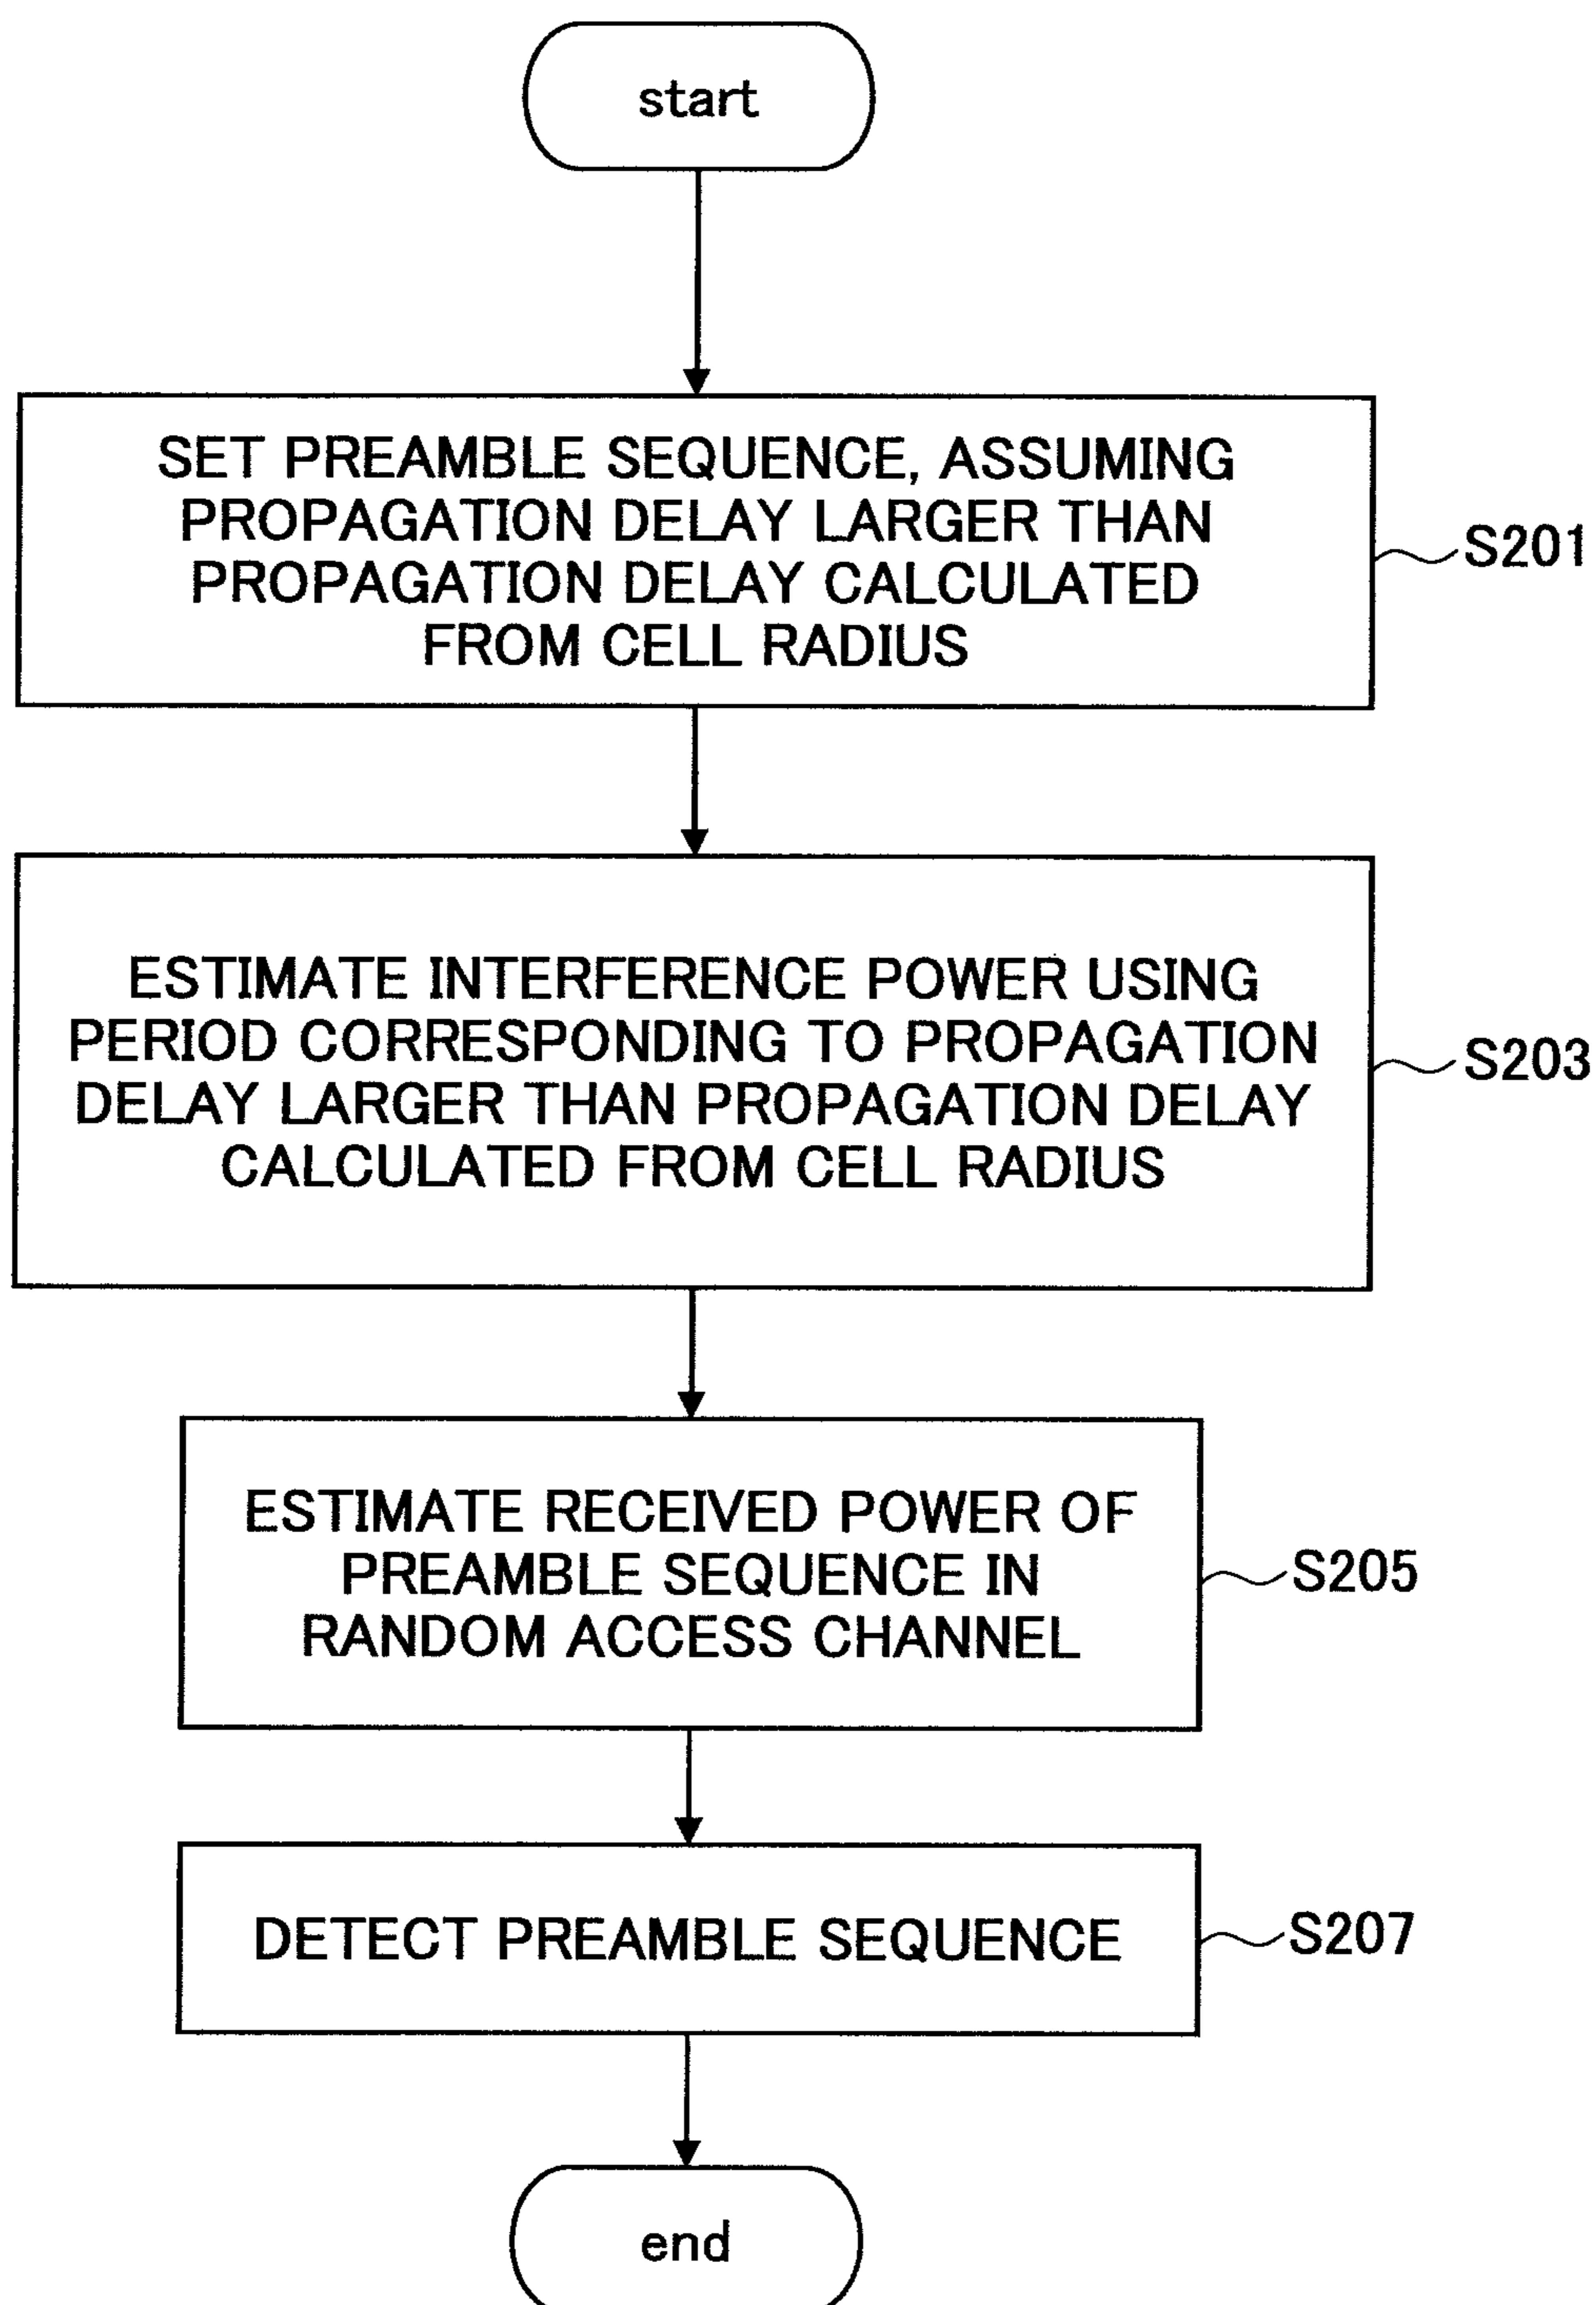 start
SET PREAMBLE SEQUENCE, ASSUMING
PROPAGATION DELAY LARGER THAN
PROPAGATION DELAY CALCULATED
FROM CELL RADIUS
S201
ESTIMATE INTERFERENCE POWER USING
PERIOD CORRESPONDING TO PROPAGATION
DELAY LARGER THAN PROPAGATION DELAY
CALCULATED FROM CELL RADIUS
S203
ESTIMATE RECEIVED POWER OF
PREAMBLE SEQUENCE IN
RANDOM ACCESS CHANNEL
S205
DETECT PREAMBLE SEQUENCE
S207
end